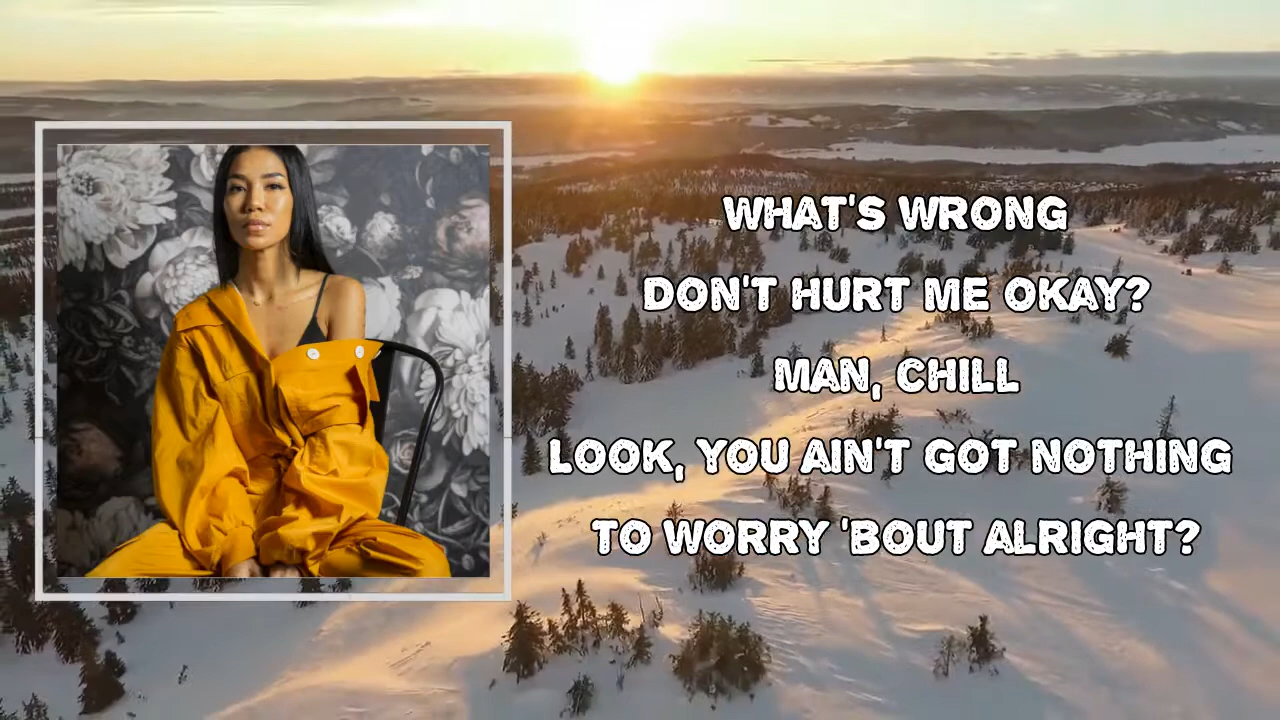 WHAT'S WRONG
DON'T HURT ME OKAY?
MAN, CHILL
LOOK, YOU AIN'T GOT NOTHING
TO WORRY 'BOUT ALRIGHT?